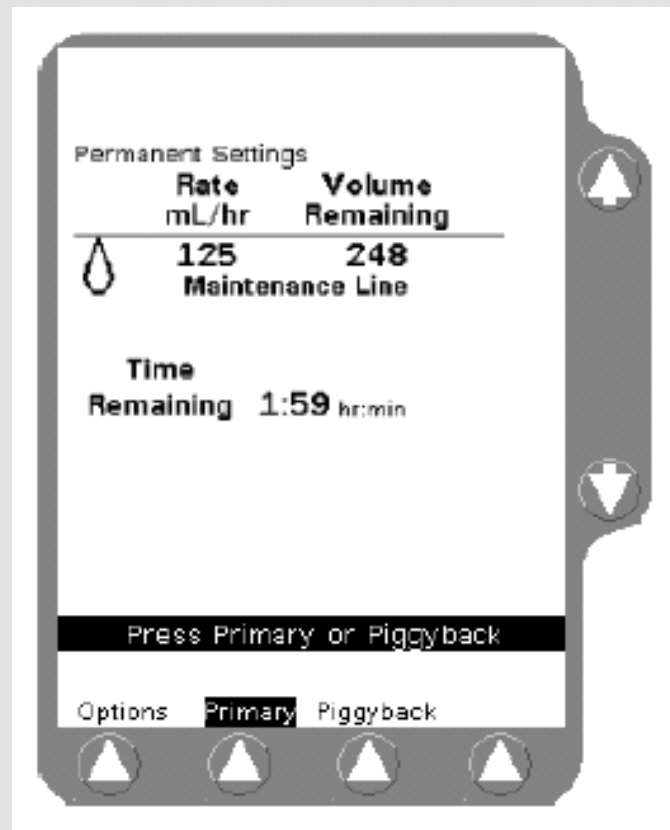 Permanent Settings
Rate Volume
mL/hr Remaining
125 248
Maintenance Line
Time
Remaining 1:59 hr:min
Press Primary or Piggyback
Options Primary Piggyback